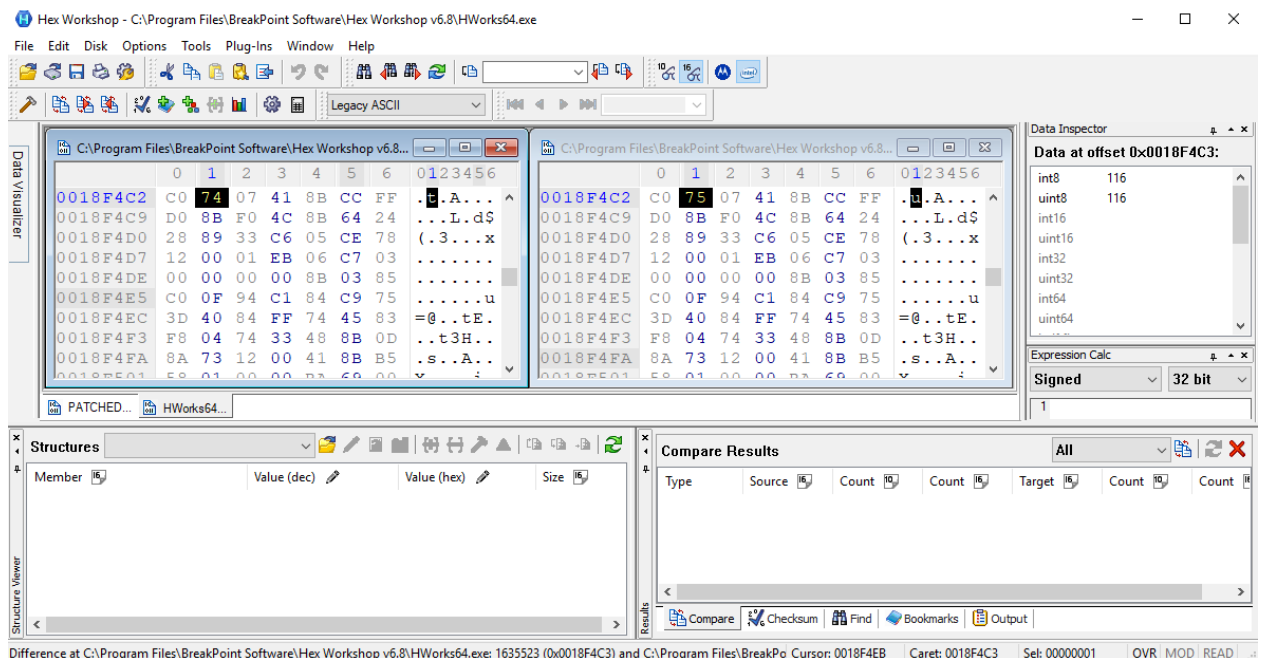 Hex Workshop - C:\Program Files\BreakPoint Software\Hex Workshop v6.8\HWorks64.exe
File Edit Disk Options Tools Plug-Ins Window Help
Legacy ASCII
Data Visualizer
C:\Program Files\BreakPoint Software\Hex Workshop v6.8...
0 1 2 3 4 5 6 0123456
0018F4C2 C0 74 07 41 8B CC FF .t.A...
0018F4C9 D0 8B F0 4C 8B 64 24 ...L.d$
0018F4D0 28 89 33 C6 05 CE 78 (.3...x
0018F4D7 12 00 01 EB 06 C7 03 .......
0018F4DE 00 00 00 00 8B 03 85 .......
0018F4E5 C0 0F 94 C1 84 C9 75 ......u
0018F4EC 3D 40 84 FF 74 45 83 =@..tE.
0018F4F3 F8 04 74 33 48 8B 0D ..t3H..
0018F4FA 8A 73 12 00 41 8B B5 .s..A..
C:\Program Files\BreakPoint Software\Hex Workshop v6.8...
0 1 2 3 4 5 6 0123456
0018F4C2 C0 75 07 41 8B CC FF .u.A...
0018F4C9 D0 8B F0 4C 8B 64 24 ...L.d$
0018F4D0 28 89 33 C6 05 CE 78 (.3...x
0018F4D7 12 00 01 EB 06 C7 03 .......
0018F4DE 00 00 00 00 8B 03 85 .......
0018F4E5 C0 0F 94 C1 84 C9 75 ......u
0018F4EC 3D 40 84 FF 74 45 83 =@..tE.
0018F4F3 F8 04 74 33 48 8B 0D ..t3H..
0018F4FA 8A 73 12 00 41 8B B5 .s..A..
PATCHED... HWorks64...
Data Inspector
Data at offset 0x0018F4C3:
int8 116
uint8 116
int16
uint16
int32
uint32
int64
uint64
Expression Calc
Signed 32 bit
1
Structures
Member Value (dec) Value (hex) Size
Structure Viewer
Compare Results All
Type Source Count Count Target Count Count
Results
Compare Checksum Find Bookmarks Output
Difference at C:\Program Files\BreakPoint Software\Hex Workshop v6.8\HWorks64.exe: 1635523 (0x0018F4C3) and C:\Program Files\BreakPo Cursor: 0018F4EB Caret: 0018F4C3 Sel: 00000001 OVR MOD READ